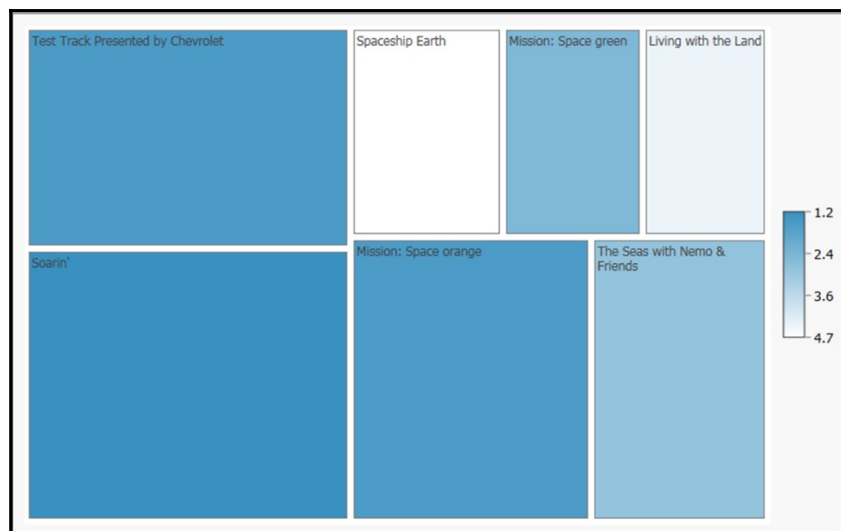 Test Track Presented by Chevrolet
Spaceship Earth
Mission: Space green
Living with the Land
Soarin'
Mission: Space orange
The Seas with Nemo &
Friends
1.2
2.4
3.6
4.7